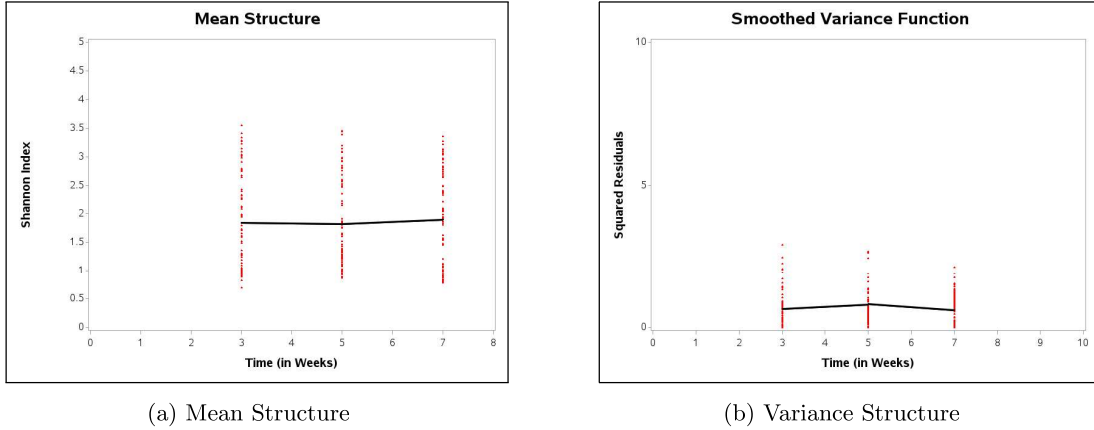 Mean Structure
5
4.5
4
3.5
3
2.5
2
1.5
1
0.5
0
Shannon Index
0 1 2 3 4 5 6 7 8
Time (in Weeks)
(a) Mean Structure
Smoothed Variance Function
10
5
0
Squared Residuals
0 1 2 3 4 5 6 7 8 9 10
Time (in Weeks)
(b) Variance Structure